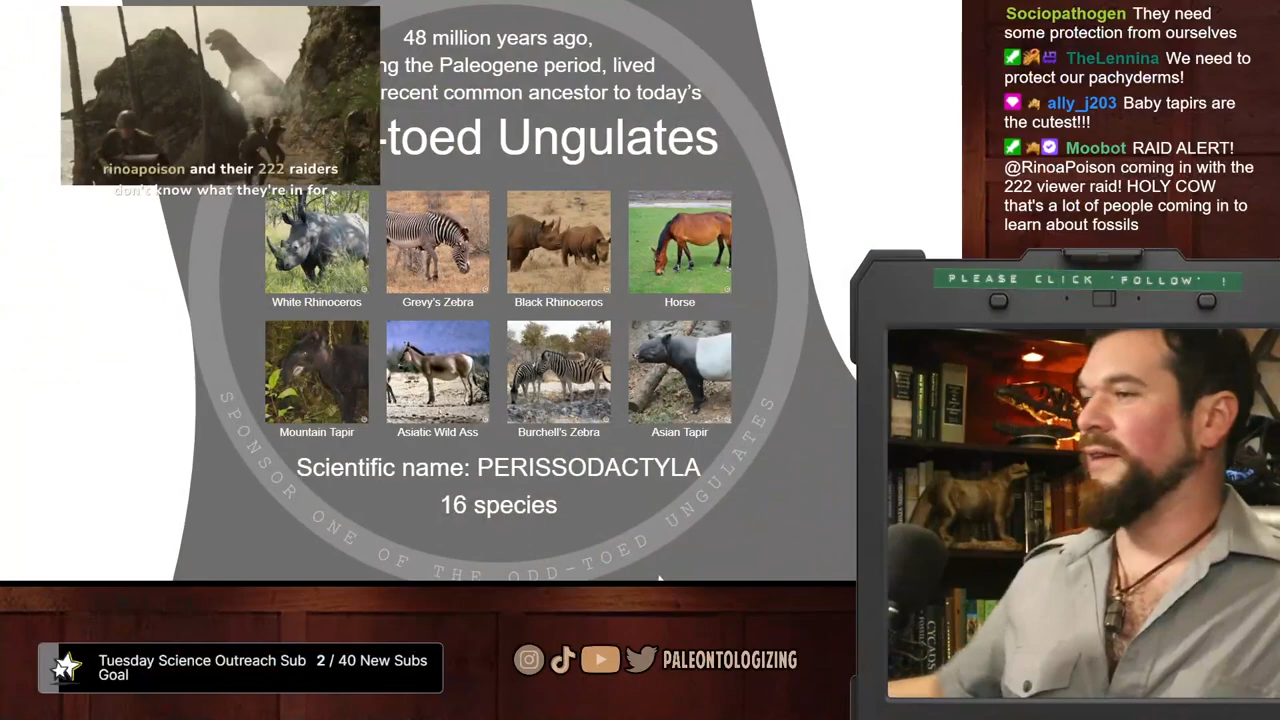 48 million years ago,
ng the Paleogene period, lived
recent common ancestor to today's
-toed Ungulates
rinoapoison and their 222 raiders
don't know what they're in for
White Rhinoceros
Grevy's Zebra
Black Rhinoceros
Horse
Mountain Tapir
Asiatic Wild Ass
Burchell's Zebra
Asian Tapir
Scientific name: PERISSODACTYLA
16 species
SPONSOR ONE OF THE ODD-TOED UNGULATES
Tuesday Science Outreach Sub 2 / 40 New Subs
Goal
PALEONTOLOGIZING
Sociopathogen They need
some protection from ourselves
TheLennina We need to
protect our pachyderms!
ally_j203 Baby tapirs are
the cutest!!!
Moobot RAID ALERT!
@RinoaPoison coming in with the
222 viewer raid! HOLY COW
that's a lot of people coming in to
learn about fossils
PLEASE CLICK 'FOLLOW' !
CYCADS